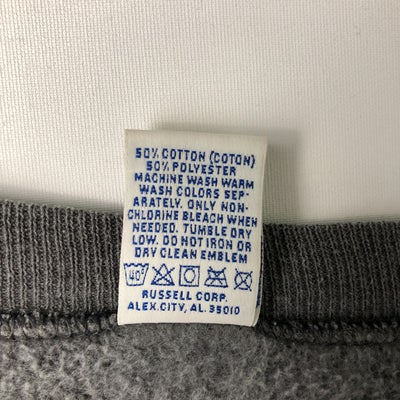 50% COTTON (COTON)
50% POLYESTER
MACHINE WASH WARM
WASH COLORS SEP-
ARATELY. ONLY NON-
CHLORINE BLEACH WHEN
NEEDED. TUMBLE DRY
LOW. DO NOT IRON OR
DRY CLEAN EMBLEM
40°
RUSSELL CORP.
ALEX.CITY, AL. 35010